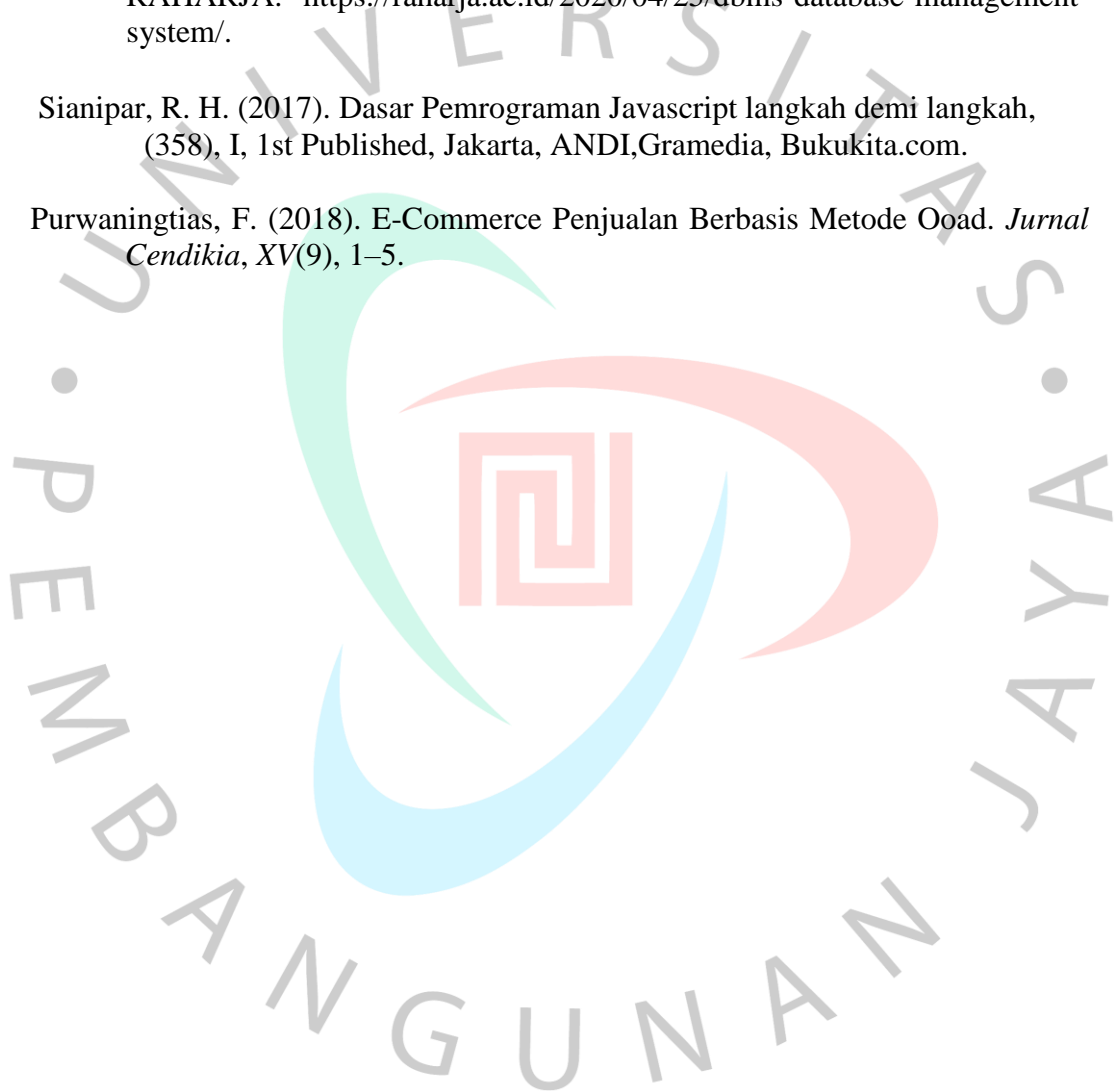 RAHARJA. https://raharja.ac.id/2020/04/23/dbms-database-management-
system/.
Sianipar, R. H. (2017). Dasar Pemrograman Javascript langkah demi langkah,
(358), I, 1st Published, Jakarta, ANDI,Gramedia, Bukukita.com.
Purwaningtias, F. (2018). E-Commerce Penjualan Berbasis Metode Ooad. Jurnal
Cendikia, XV(9), 1–5.
UNIVERSITAS
• PEMBANGUNAN JAYA •